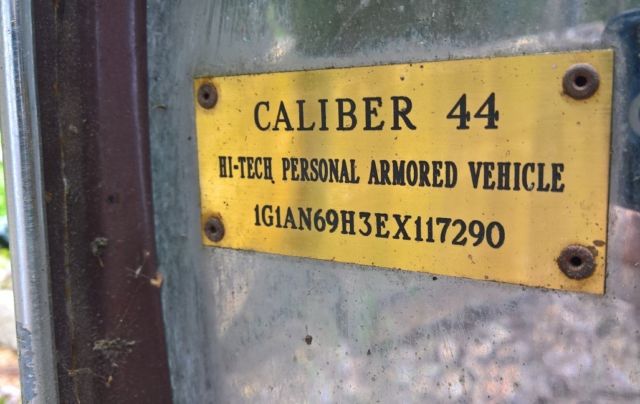 CALIBER 44
HI-TECH PERSONAL ARMORED VEHICLE
1G1AN69H3EX117290